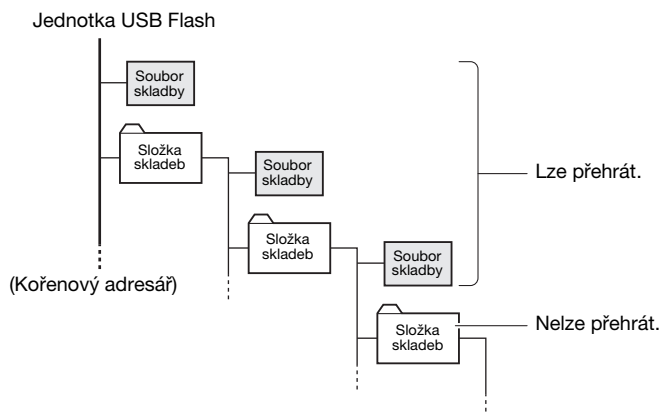 Jednotka USB Flash
Soubor
skladby
Složka
skladeb
Soubor
skladby
Lze přehrát.
Složka
skladeb
Soubor
skladby
(Kořenový adresář)
Složka
skladeb
Nelze přehrát.